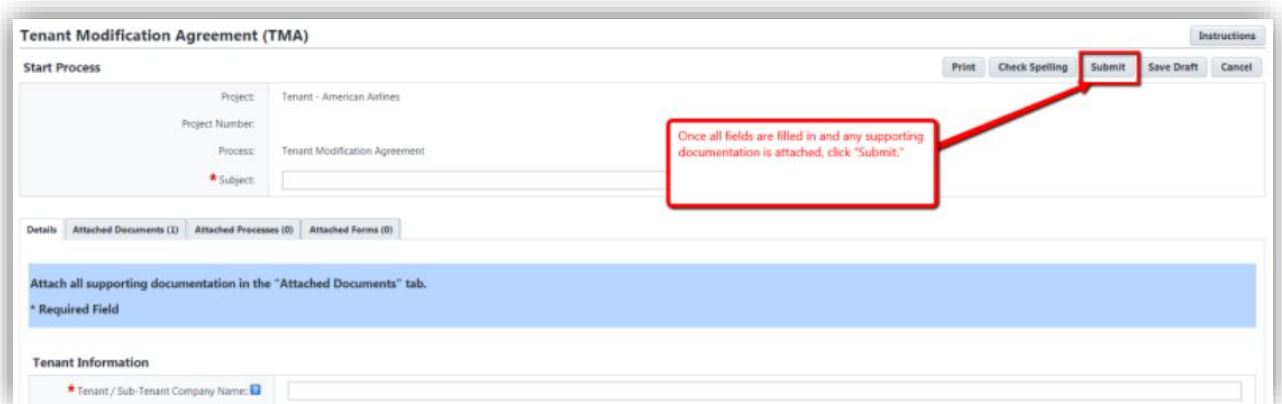 Tenant Modification Agreement (TMA)
Instructions
Start Process
Print Check Spelling Submit Save Draft Cancel
Project: Tenant - American Airlines
Project Number:
Process: Tenant Modification Agreement
* Subject:
Once all fields are filled in and any supporting
documentation is attached, click "Submit."
Details Attached Documents (1) Attached Processes (0) Attached Forms (0)
Attach all supporting documentation in the "Attached Documents" tab.
* Required Field
Tenant Information
* Tenant / Sub-Tenant Company Name: ?